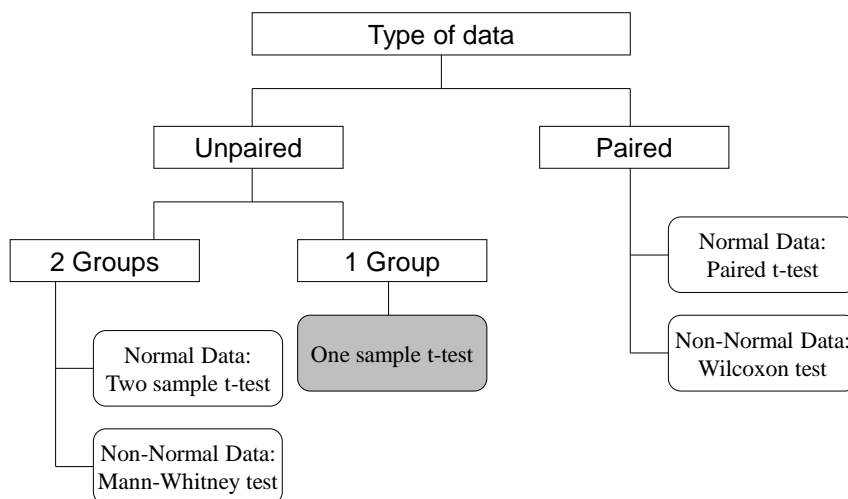 Type of data
Unpaired
Paired
2 Groups
1 Group
Normal Data:
Paired t-test
One sample t-test
Non-Normal Data:
Wilcoxon test
Normal Data:
Two sample t-test
Non-Normal Data:
Mann-Whitney test